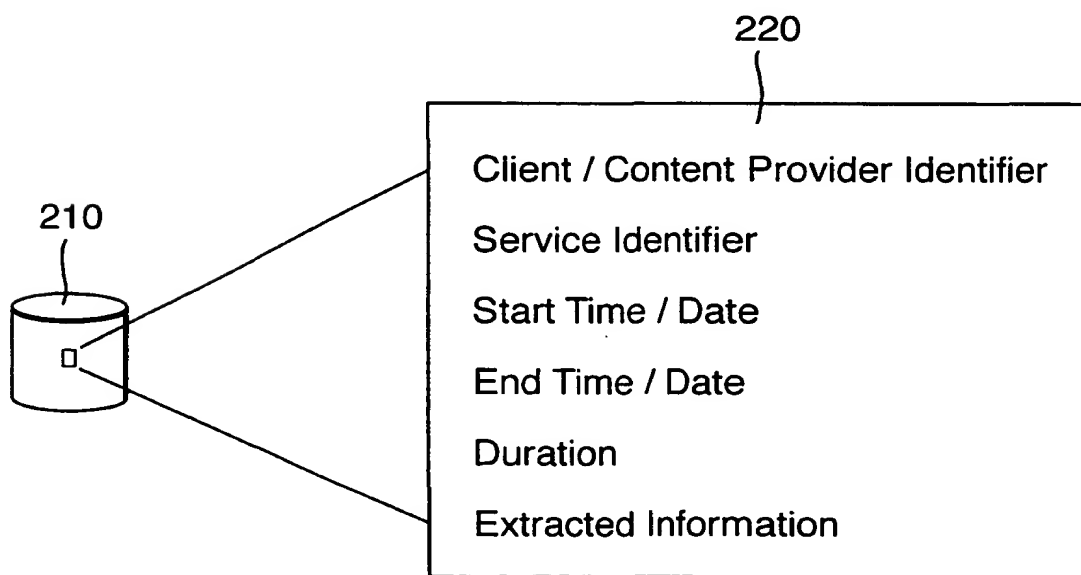 220
210
Client / Content Provider Identifier
Service Identifier
Start Time / Date
End Time / Date
Duration
Extracted Information